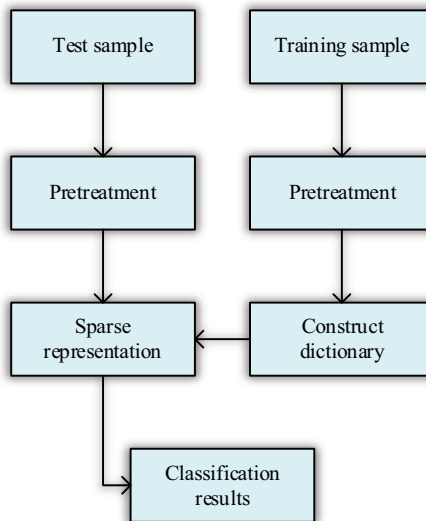 Test sample
Training sample
Pretreatment
Pretreatment
Sparse
representation
Construct
dictionary
Classification
results